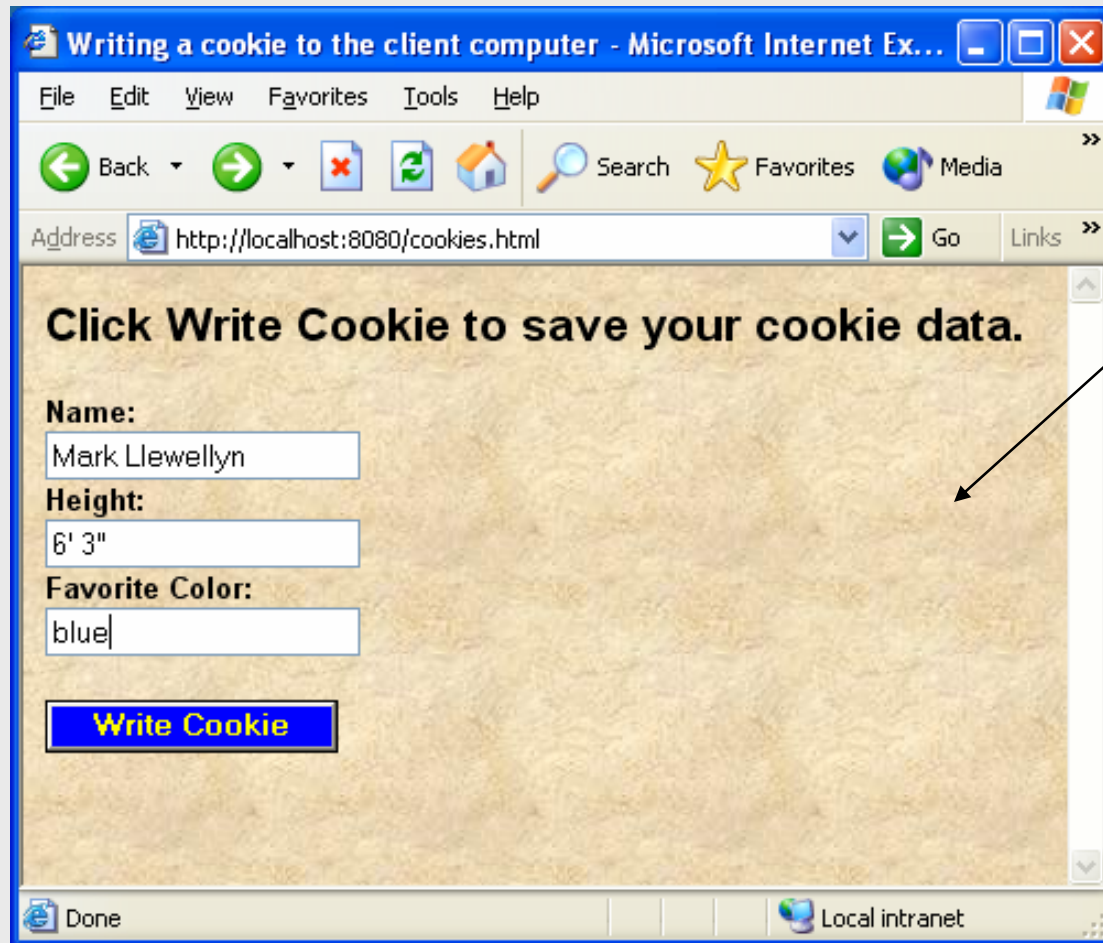 Writing a cookie to the client computer - Microsoft Internet Ex...
File Edit View Favorites Tools Help
Back Search Favorites Media »
Address http://localhost:8080/cookies.html Go Links »
Click Write Cookie to save your cookie data.
Name:
Mark Llewellyn
Height:
6' 3"
Favorite Color:
blue
Write Cookie
Done Local intranet